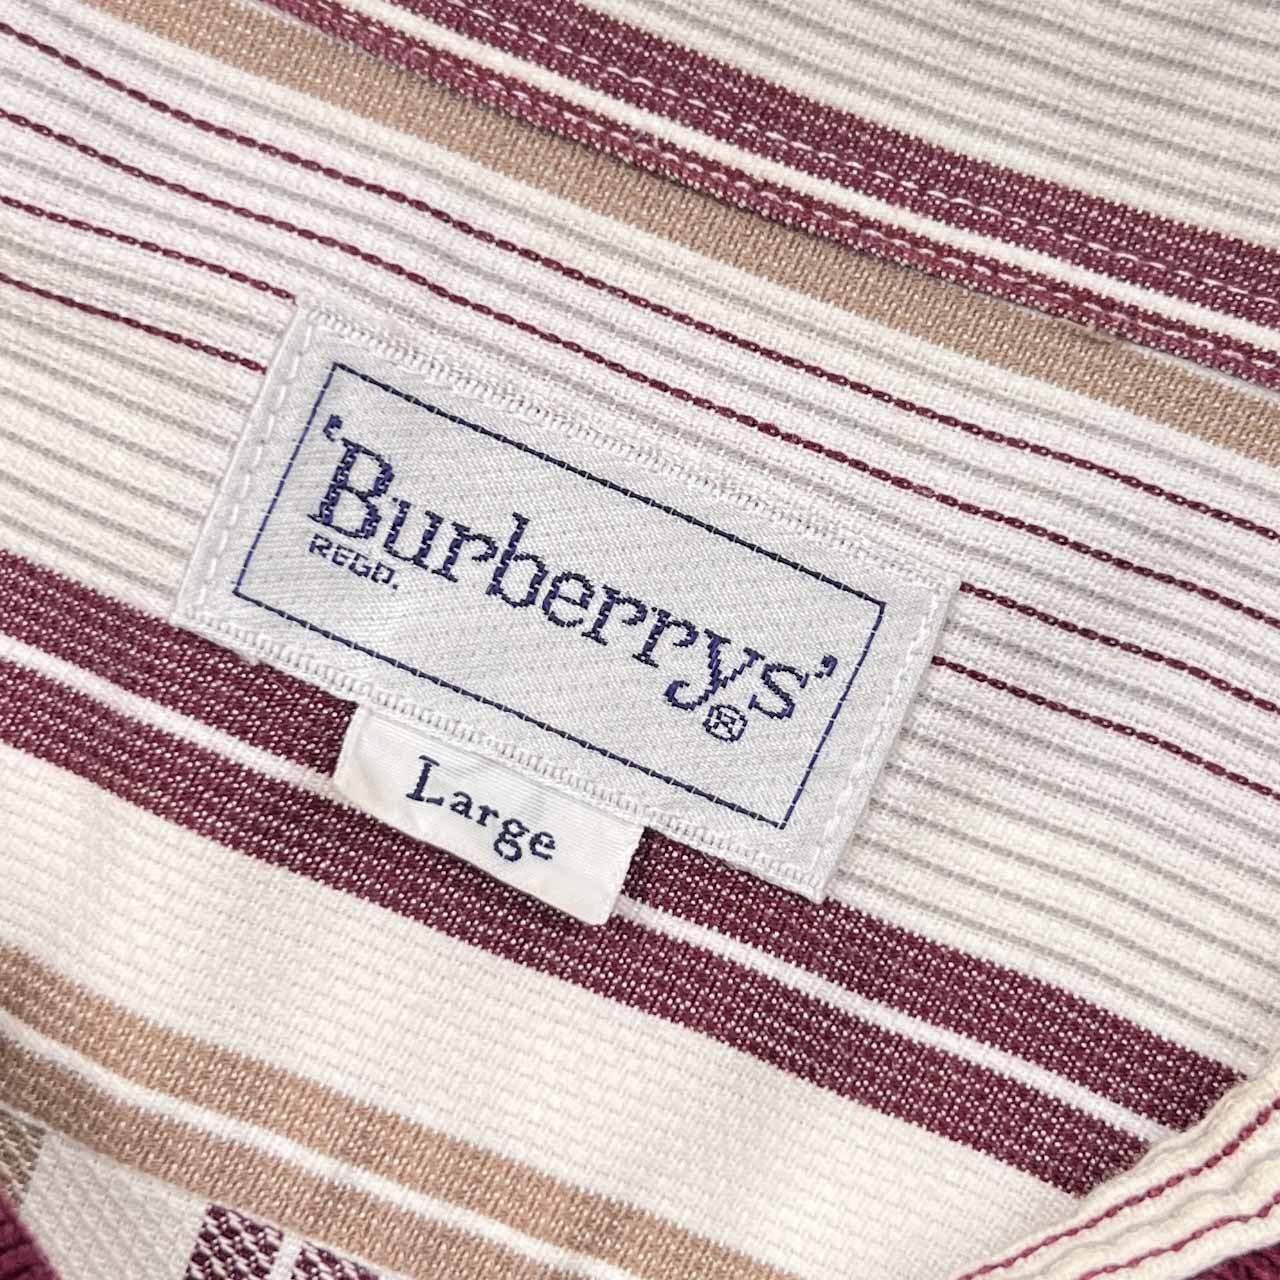 'Burberrys'
REGD.
®
Large